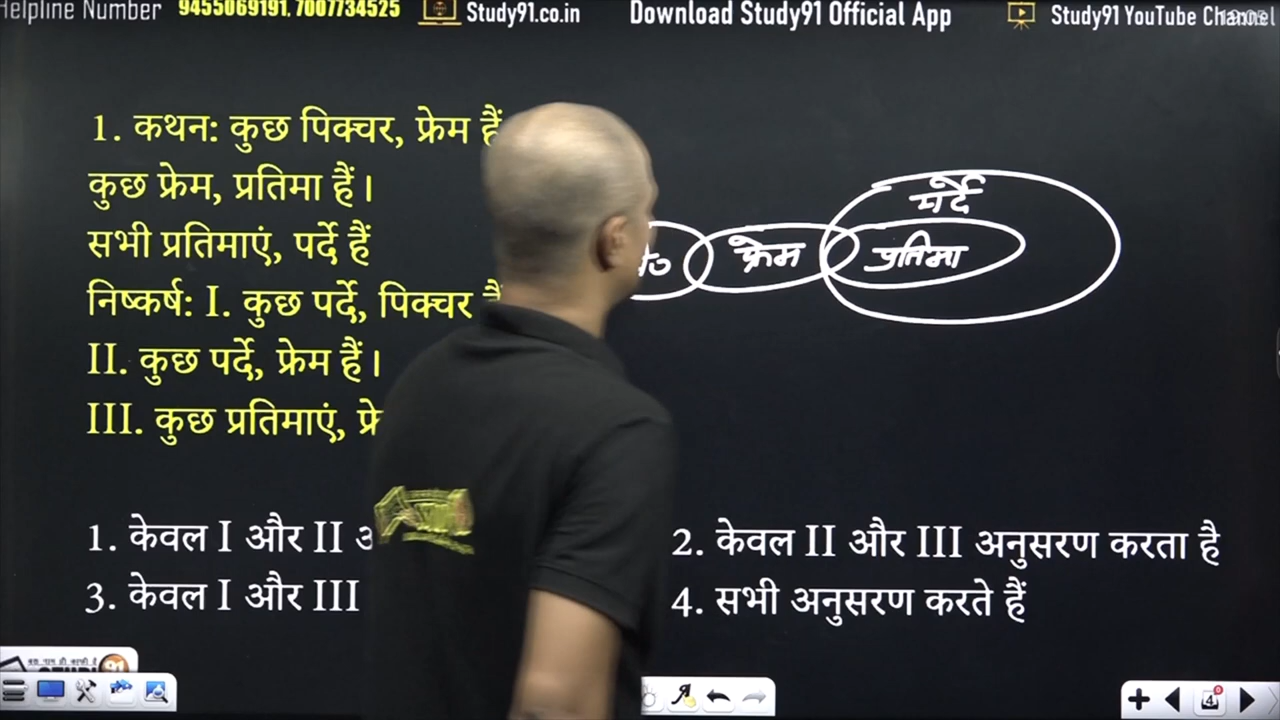 Helpline Number 9455069191, 7007734525 Study91.co.in Download Study91 Official App Study91 YouTube Channel
1. कथन: कुछ पिक्चर, फ्रेम हैं
कुछ फ्रेम, प्रतिमा हैं।
सभी प्रतिमाएं, पर्दे हैं
निष्कर्ष: I. कुछ पर्दे, पिक्चर हैं
II. कुछ पर्दे, फ्रेम हैं।
III. कुछ प्रतिमाएं, फ्रे
पर्दे
फ्रेम प्रतिमा
1. केवल I और II अ
2. केवल II और III अनुसरण करता है
3. केवल I और III
4. सभी अनुसरण करते हैं